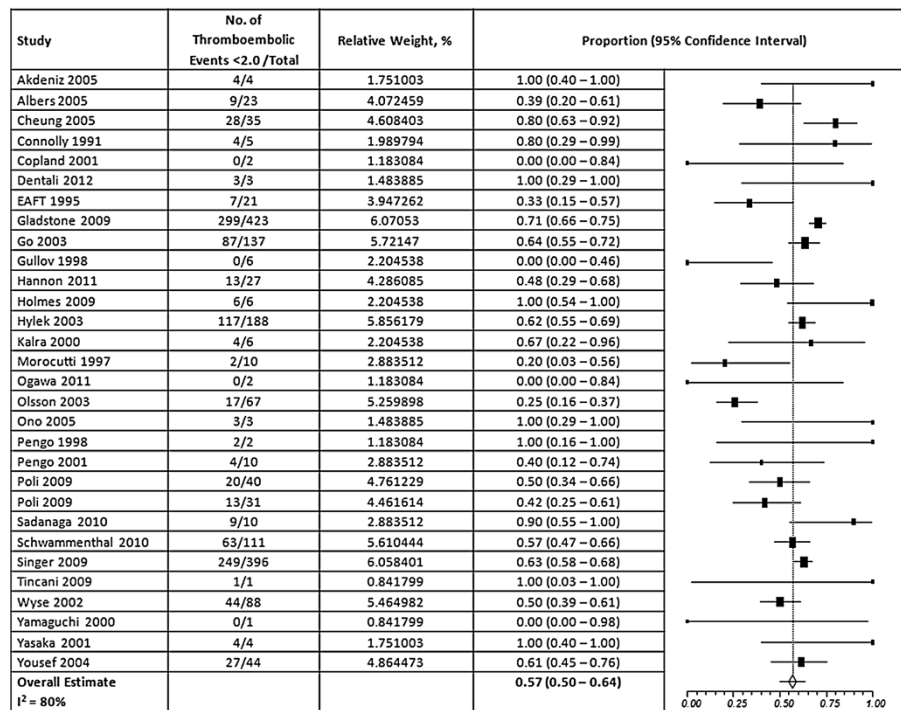 Study No. of Thromboembolic Events <2.0 /Total Relative Weight, % Proportion (95% Confidence Interval)
Akdeniz 2005 4/4 1.751003 1.00 (0.40 – 1.00)
Albers 2005 9/23 4.072459 0.39 (0.20 – 0.61)
Cheung 2005 28/35 4.608403 0.80 (0.63 – 0.92)
Connolly 1991 4/5 1.989794 0.80 (0.29 – 0.99)
Copland 2001 0/2 1.183084 0.00 (0.00 – 0.84)
Dentali 2012 3/3 1.483885 1.00 (0.29 – 1.00)
EAFT 1995 7/21 3.947262 0.33 (0.15 – 0.57)
Gladstone 2009 299/423 6.07053 0.71 (0.66 – 0.75)
Go 2003 87/137 5.72147 0.64 (0.55 – 0.72)
Gullov 1998 0/6 2.204538 0.00 (0.00 – 0.46)
Hannon 2011 13/27 4.286085 0.48 (0.29 – 0.68)
Holmes 2009 6/6 2.204538 1.00 (0.54 – 1.00)
Hylek 2003 117/188 5.856179 0.62 (0.55 – 0.69)
Kalra 2000 4/6 2.204538 0.67 (0.22 – 0.96)
Morocutti 1997 2/10 2.883512 0.20 (0.03 – 0.56)
Ogawa 2011 0/2 1.183084 0.00 (0.00 – 0.84)
Olsson 2003 17/67 5.259898 0.25 (0.16 – 0.37)
Ono 2005 3/3 1.483885 1.00 (0.29 – 1.00)
Pengo 1998 2/2 1.183084 1.00 (0.16 – 1.00)
Pengo 2001 4/10 2.883512 0.40 (0.12 – 0.74)
Poli 2009 20/40 4.761229 0.50 (0.34 – 0.66)
Poli 2009 13/31 4.461614 0.42 (0.25 – 0.61)
Sadanaga 2010 9/10 2.883512 0.90 (0.55 – 1.00)
Schwammenthal 2010 63/111 5.610444 0.57 (0.47 – 0.66)
Singer 2009 249/396 6.058401 0.63 (0.58 – 0.68)
Tincani 2009 1/1 0.841799 1.00 (0.03 – 1.00)
Wyse 2002 44/88 5.464982 0.50 (0.39 – 0.61)
Yamaguchi 2000 0/1 0.841799 0.00 (0.00 – 0.98)
Yasaka 2001 4/4 1.751003 1.00 (0.40 – 1.00)
Yousef 2004 27/44 4.864473 0.61 (0.45 – 0.76)
Overall Estimate 0.57 (0.50 – 0.64)
I² = 80%
0.00 0.25 0.50 0.75 1.00